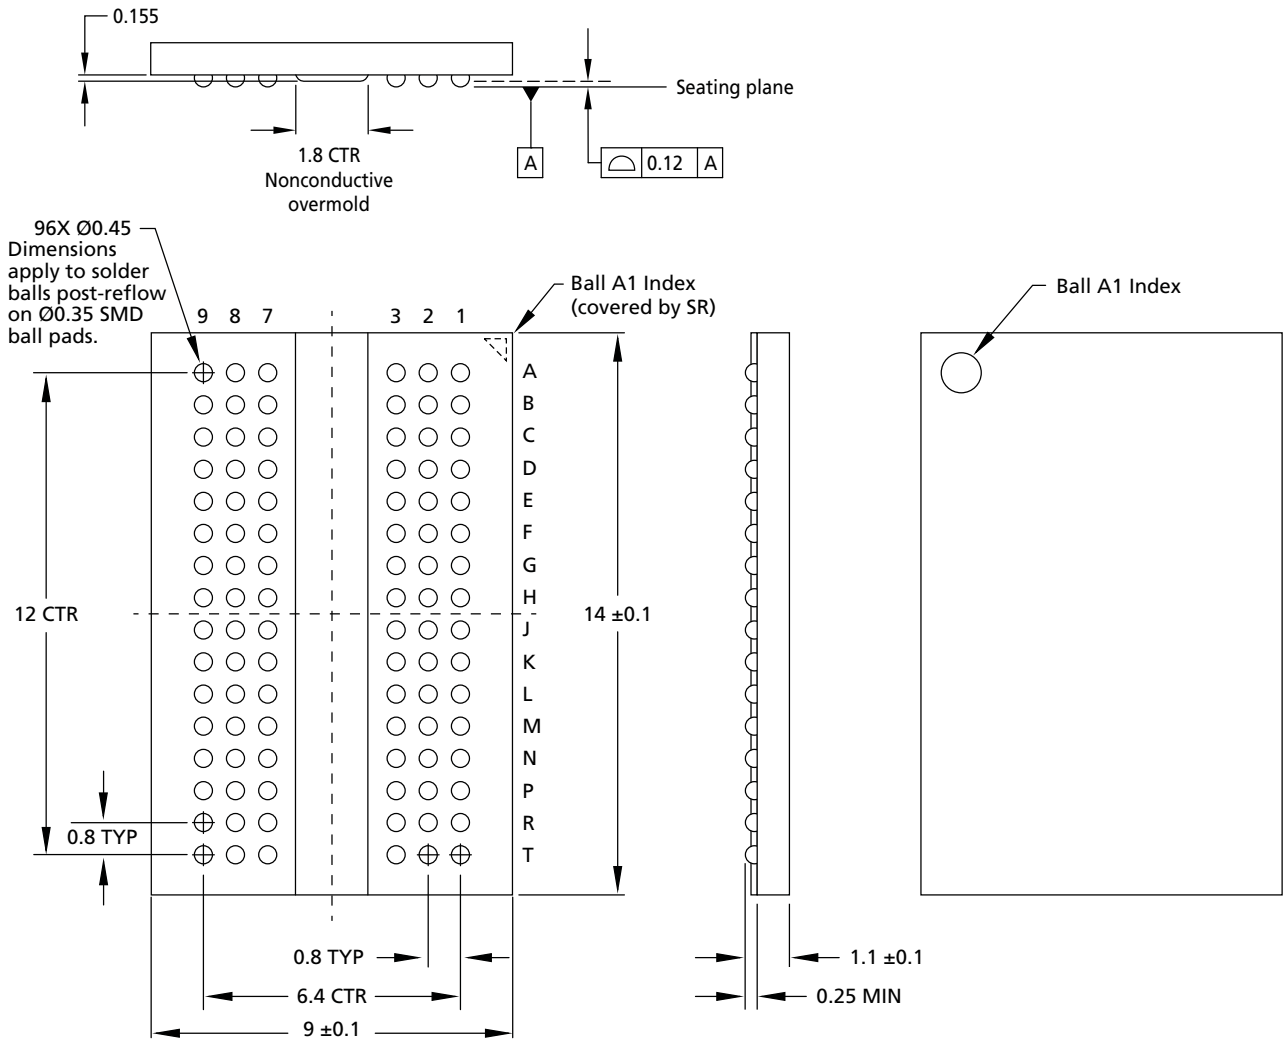 0.155
Seating plane
1.8 CTR
Nonconductive
overmold
A
0.12 A
96X Ø0.45
Dimensions
apply to solder
balls post-reflow
on Ø0.35 SMD
ball pads.
Ball A1 Index
(covered by SR)
Ball A1 Index
9 8 7 3 2 1
A
B
C
D
E
F
G
H
12 CTR
14 ±0.1
J
K
L
M
N
P
R
0.8 TYP
T
0.8 TYP
1.1 ±0.1
6.4 CTR
0.25 MIN
9 ±0.1